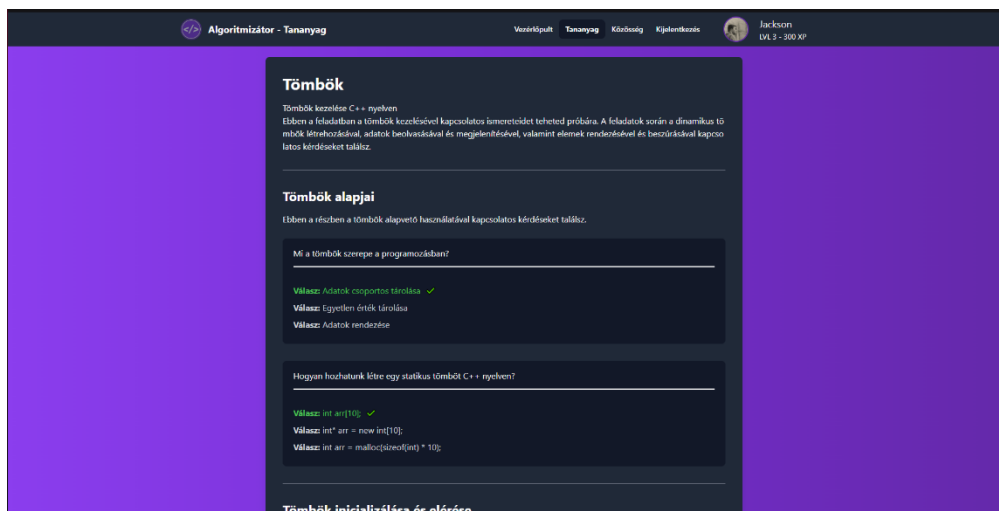 </> Algoritmizátor - Tananyag
Vezérlőpult Tananyag Közösség Kijelentkezés
Jackson
LVL 3 - 300 XP
Tömbök
Tömbök kezelése C++ nyelven
Ebben a feladatban a tömbök kezelésével kapcsolatos ismereteidet teheted próbára. A feladatok során a dinamikus tö
mbök létrehozásával, adatok beolvasásával és megjelenítésével, valamint elemek rendezésével és beszúrásával kapcso
latos kérdéseket találsz.
Tömbök alapjai
Ebben a részben a tömbök alapvető használatával kapcsolatos kérdéseket találsz.
Mi a tömbök szerepe a programozásban?
Válasz: Adatok csoportos tárolása ✓
Válasz: Egyetlen érték tárolása
Válasz: Adatok rendezése
Hogyan hozhatunk létre egy statikus tömböt C++ nyelven?
Válasz: int arr[10]; ✓
Válasz: int* arr = new int[10];
Válasz: int arr = malloc(sizeof(int) * 10);
Tömbök inicializálása és elérése